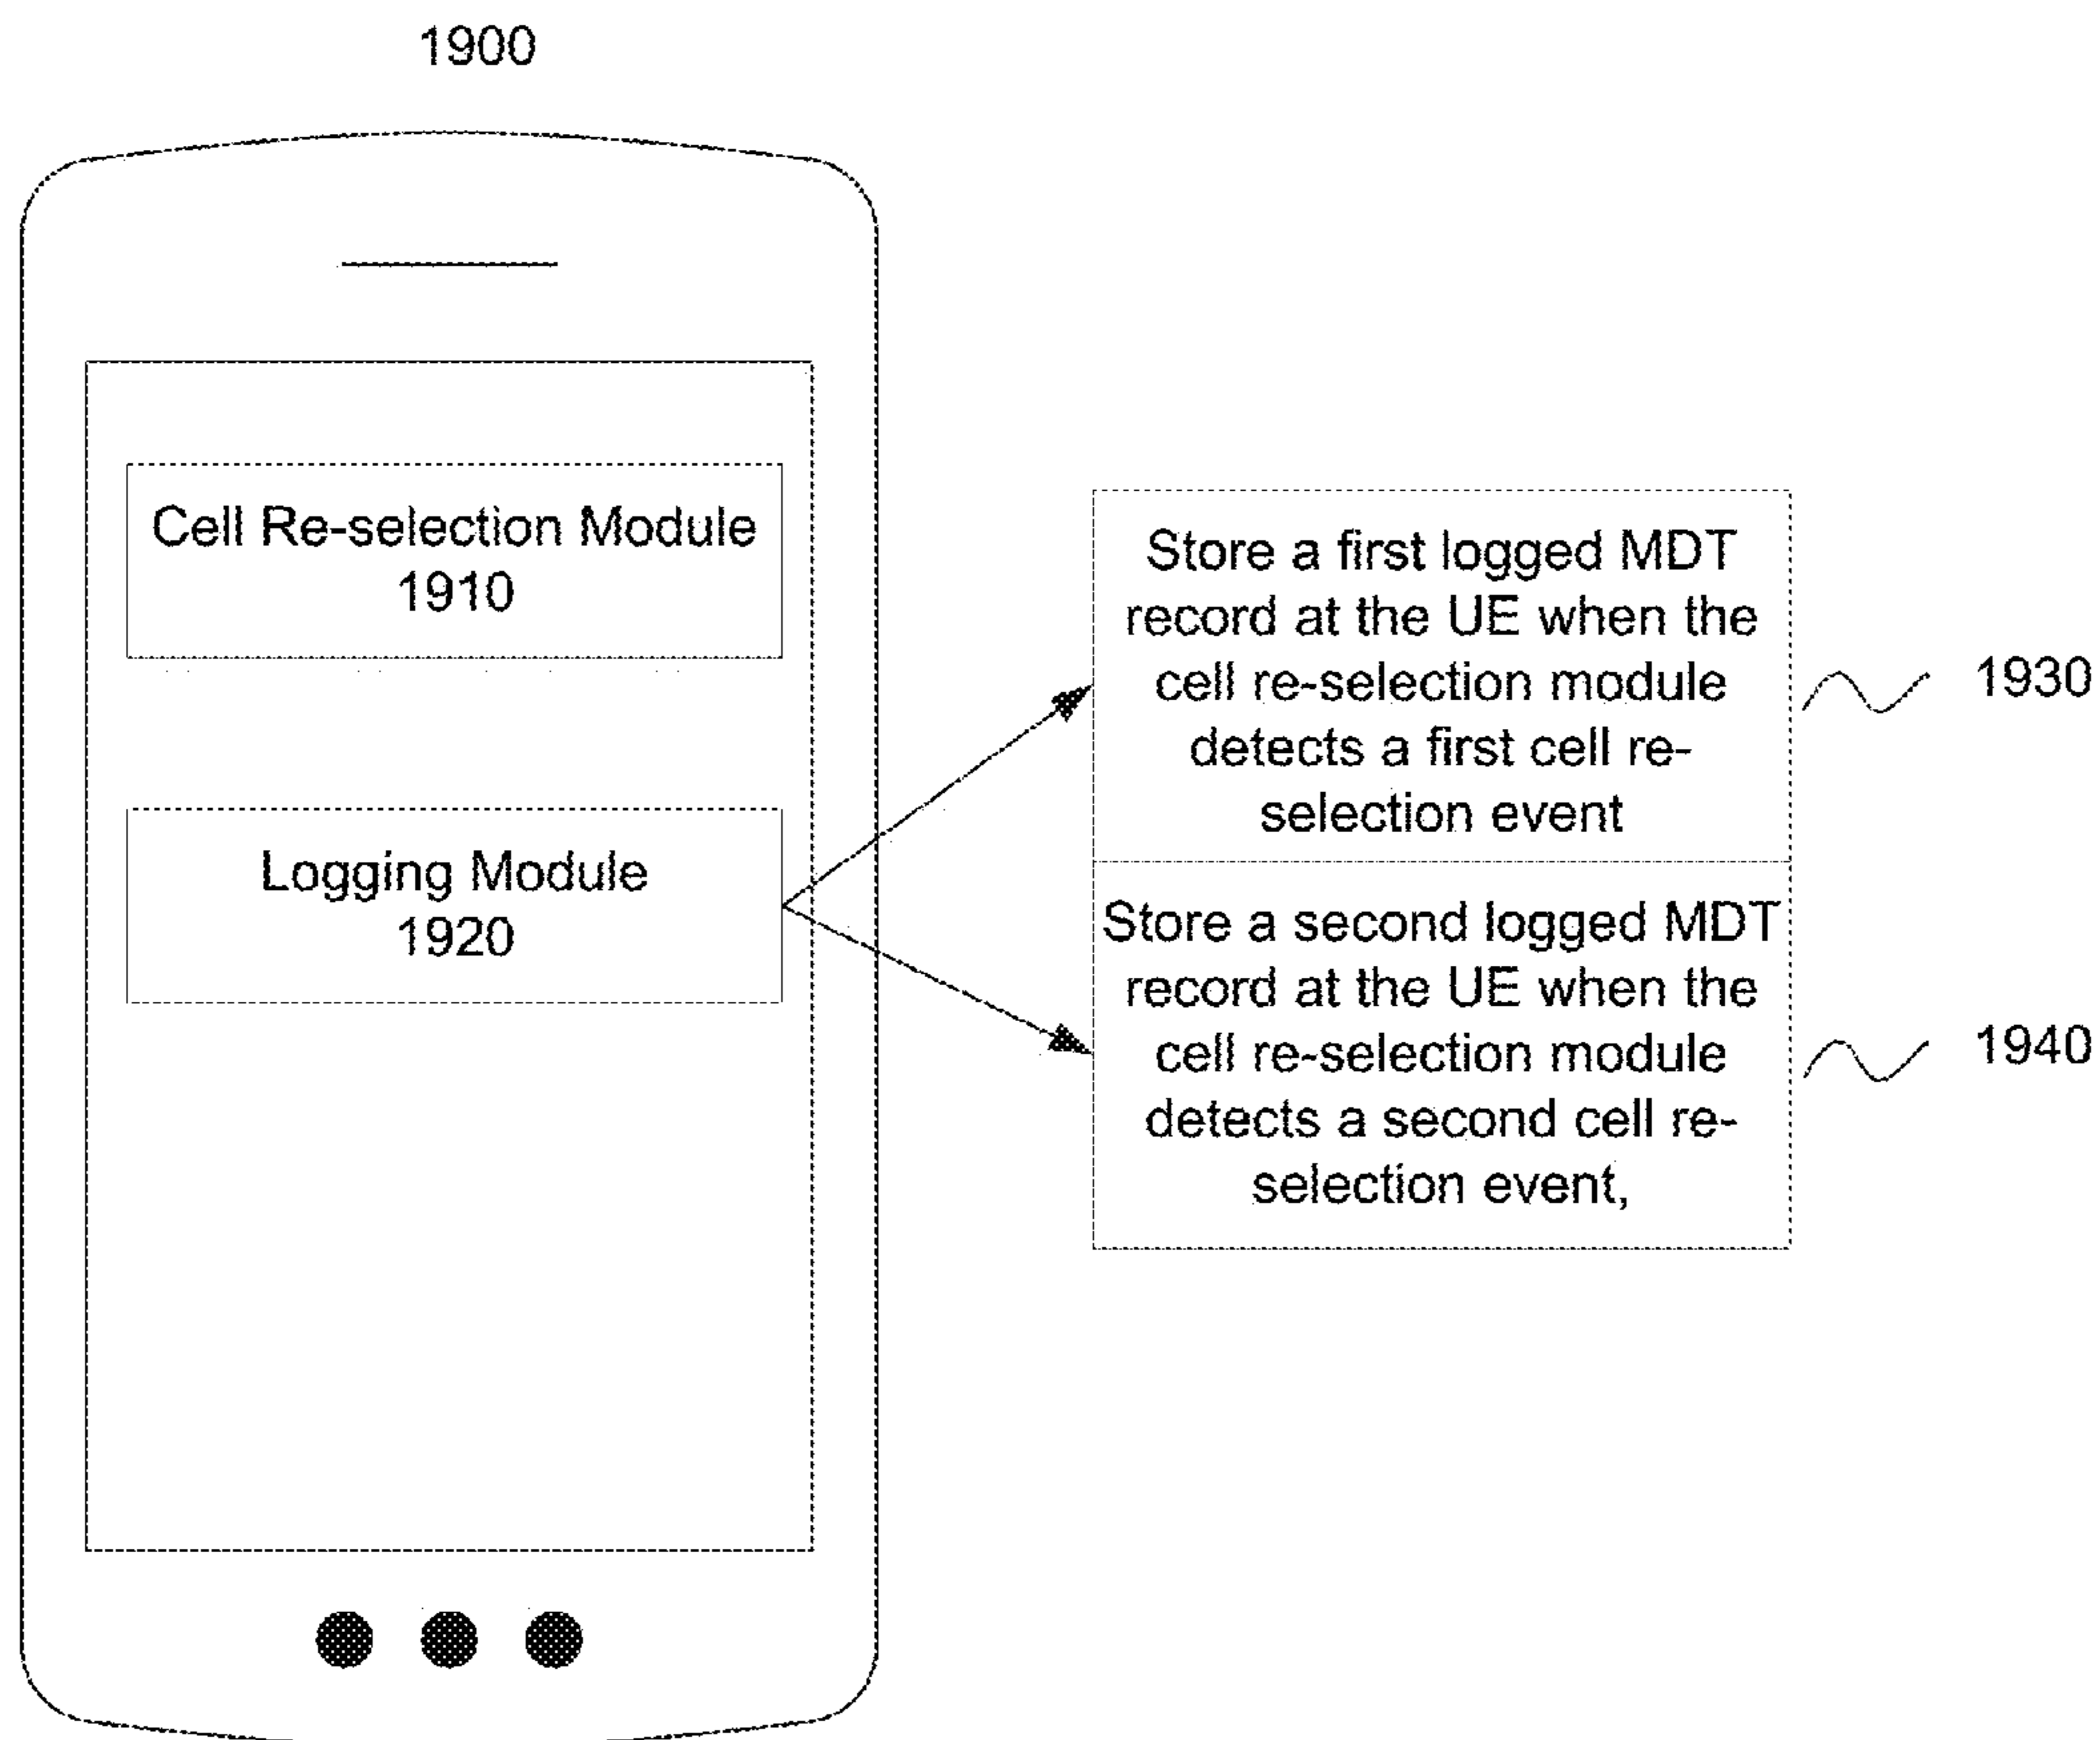 1900
Cell Re-selection Module
1910
Logging Module
1920
Store a first logged MDT
record at the UE when the
cell re-selection module
detects a first cell re-
selection event
1930
Store a second logged MDT
record at the UE when the
cell re-selection module
detects a second cell re-
selection event,
1940